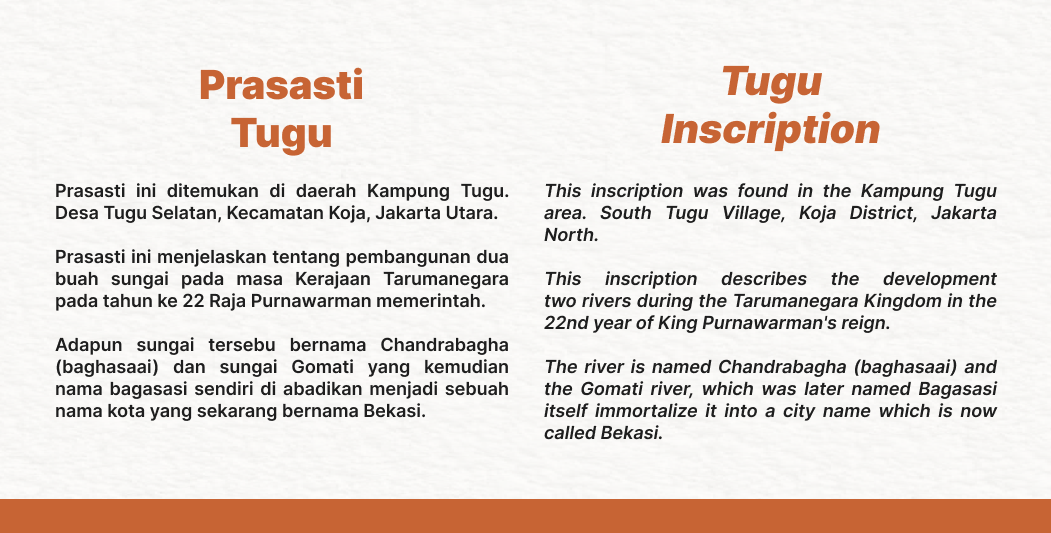 Prasasti
Tugu
Prasasti ini ditemukan di daerah Kampung Tugu.
Desa Tugu Selatan, Kecamatan Koja, Jakarta Utara.
Prasasti ini menjelaskan tentang pembangunan dua
buah sungai pada masa Kerajaan Tarumanegara
pada tahun ke 22 Raja Purnawarman memerintah.
Adapun sungai tersebu bernama Chandrabagha
(baghasaai) dan sungai Gomati yang kemudian
nama bagasasi sendiri di abadikan menjadi sebuah
nama kota yang sekarang bernama Bekasi.
Tugu
Inscription
This inscription was found in the Kampung Tugu
area. South Tugu Village, Koja District, Jakarta
North.
This inscription describes the development
two rivers during the Tarumanegara Kingdom in the
22nd year of King Purnawarman's reign.
The river is named Chandrabagha (baghasaai) and
the Gomati river, which was later named Bagasasi
itself immortalize it into a city name which is now
called Bekasi.